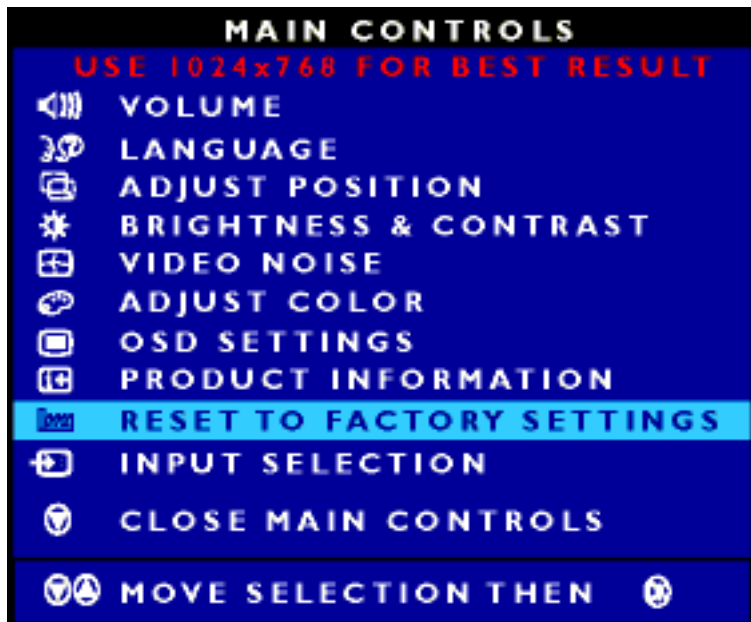 MAIN CONTROLS
USE 1024x768 FOR BEST RESULT
VOLUME
LANGUAGE
ADJUST POSITION
BRIGHTNESS & CONTRAST
VIDEO NOISE
ADJUST COLOR
OSD SETTINGS
PRODUCT INFORMATION
RESET TO FACTORY SETTINGS
INPUT SELECTION
CLOSE MAIN CONTROLS
MOVE SELECTION THEN